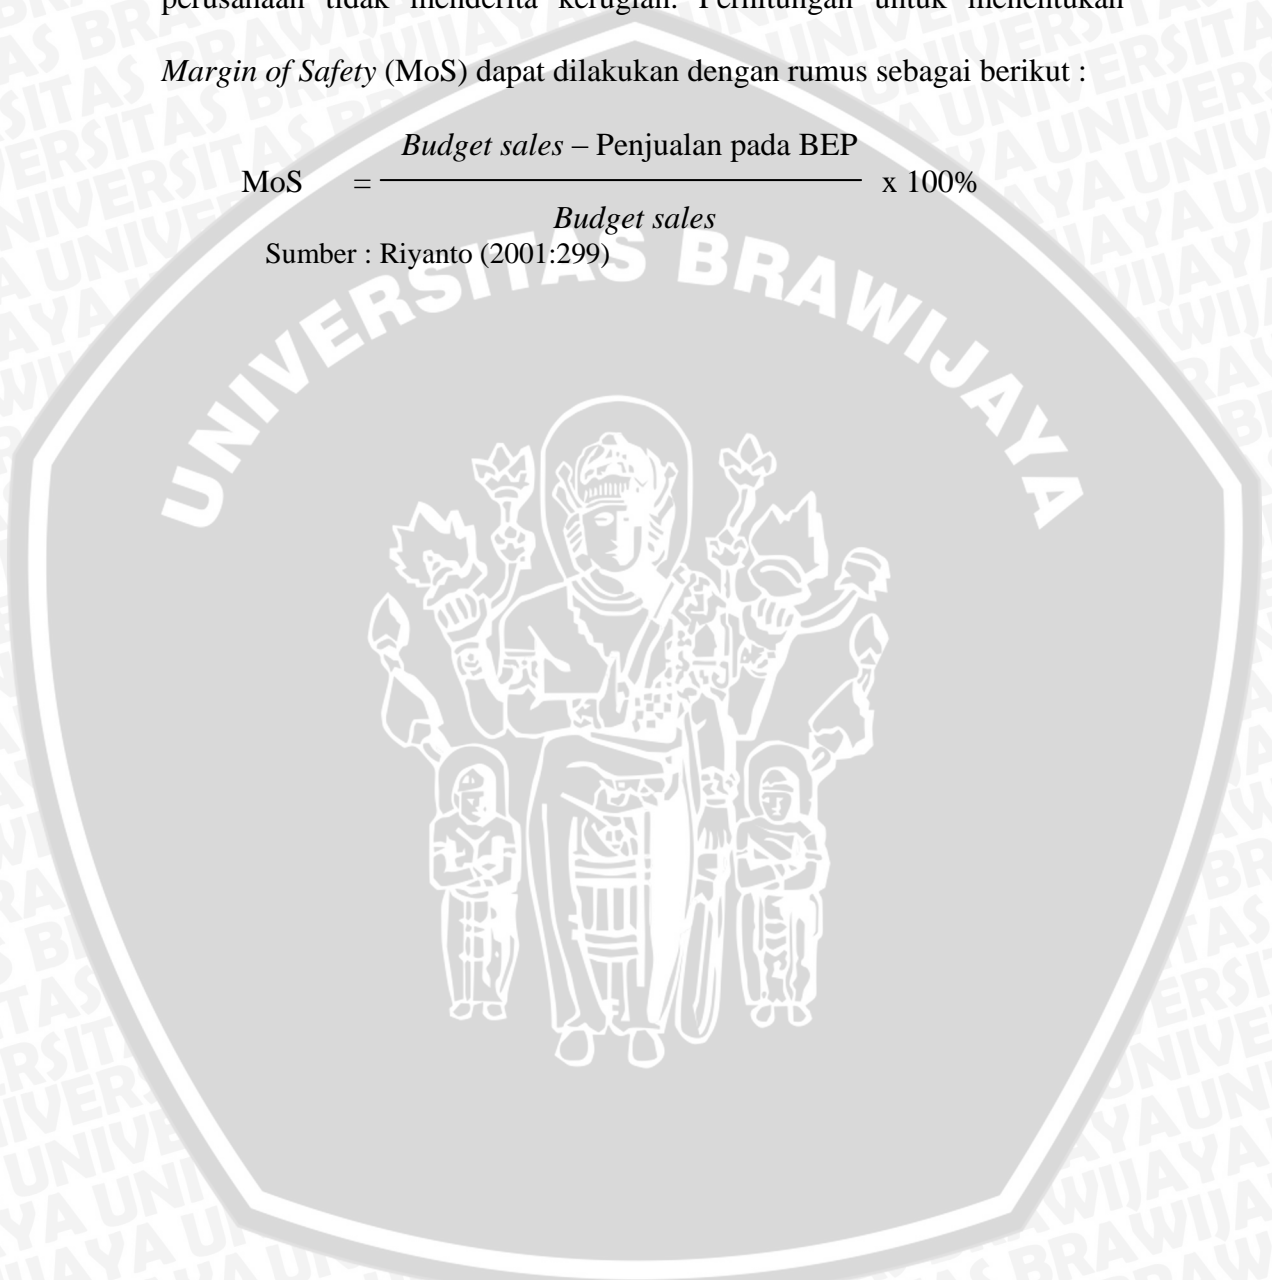 perusahaan tidak menderita kerugian. Perhitungan untuk menentukan
Margin of Safety (MoS) dapat dilakukan dengan rumus sebagai berikut :
Budget sales – Penjualan pada BEP
MoS = x 100%
Budget sales
Sumber : Riyanto (2001:299)
UNIVERSITAS BRAWIJAYA